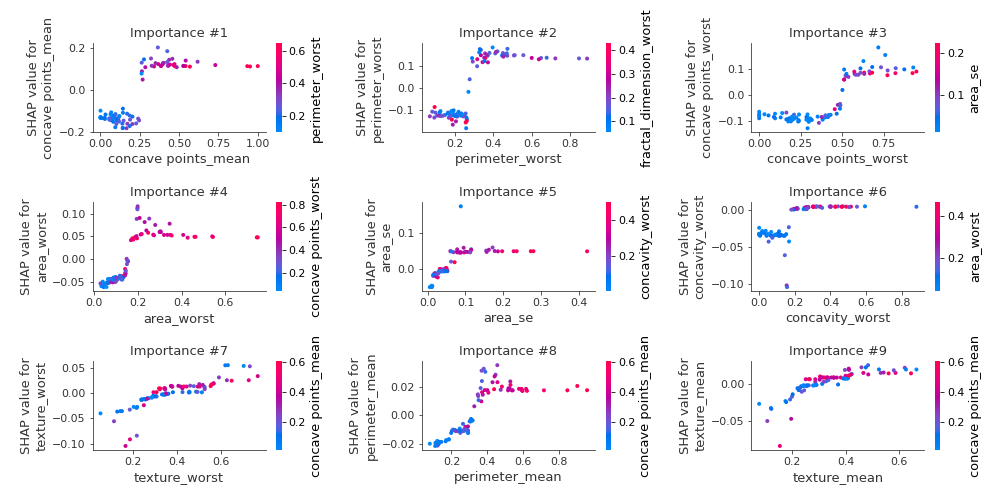 Importance #1
SHAP value for
concave points_mean
0.2
0.0
−0.2
0.00
0.25
0.50
0.75
1.00
concave points_mean
0.6
0.4
0.2
perimeter_worst
Importance #2
SHAP value for
perimeter_worst
0.1
0.0
−0.1
0.2
0.4
0.6
0.8
perimeter_worst
0.4
0.3
0.2
0.1
fractal_dimension_worst
Importance #3
SHAP value for
concave points_worst
0.1
0.0
−0.1
0.00
0.25
0.50
0.75
concave points_worst
0.2
0.1
area_se
Importance #4
SHAP value for
area_worst
0.10
0.05
0.00
−0.05
0.0
0.2
0.4
0.6
area_worst
0.8
0.6
0.4
0.2
concave points_worst
Importance #5
SHAP value for
area_se
0.1
0.0
0.0
0.1
0.2
0.3
0.4
area_se
0.4
0.2
concavity_worst
Importance #6
SHAP value for
concavity_worst
0.00
−0.05
−0.10
0.0
0.2
0.4
0.6
0.8
concavity_worst
0.4
0.2
area_worst
Importance #7
SHAP value for
texture_worst
0.05
0.00
−0.05
−0.10
0.2
0.4
0.6
texture_worst
0.6
0.4
0.2
concave points_mean
Importance #8
SHAP value for
perimeter_mean
0.02
0.00
−0.02
0.2
0.4
0.6
0.8
perimeter_mean
0.6
0.4
0.2
concave points_mean
Importance #9
SHAP value for
texture_mean
0.00
−0.05
0.2
0.4
0.6
texture_mean
0.6
0.4
0.2
concave points_mean